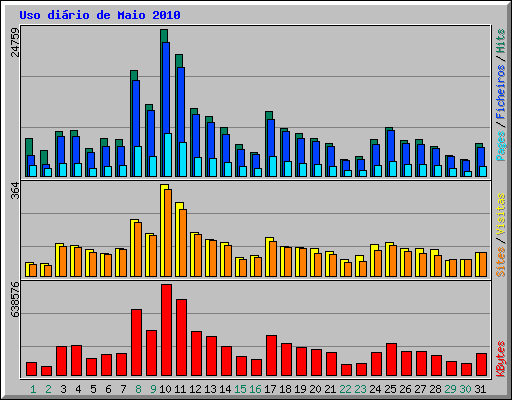 Uso diário de Maio 2010
24759
Pages / Ficheiros / Hits
364
Sites / Visitas
638576
KBytes
1 2 3 4 5 6 7 8 9 10 11 12 13 14 15 16 17 18 19 20 21 22 23 24 25 26 27 28 29 30 31